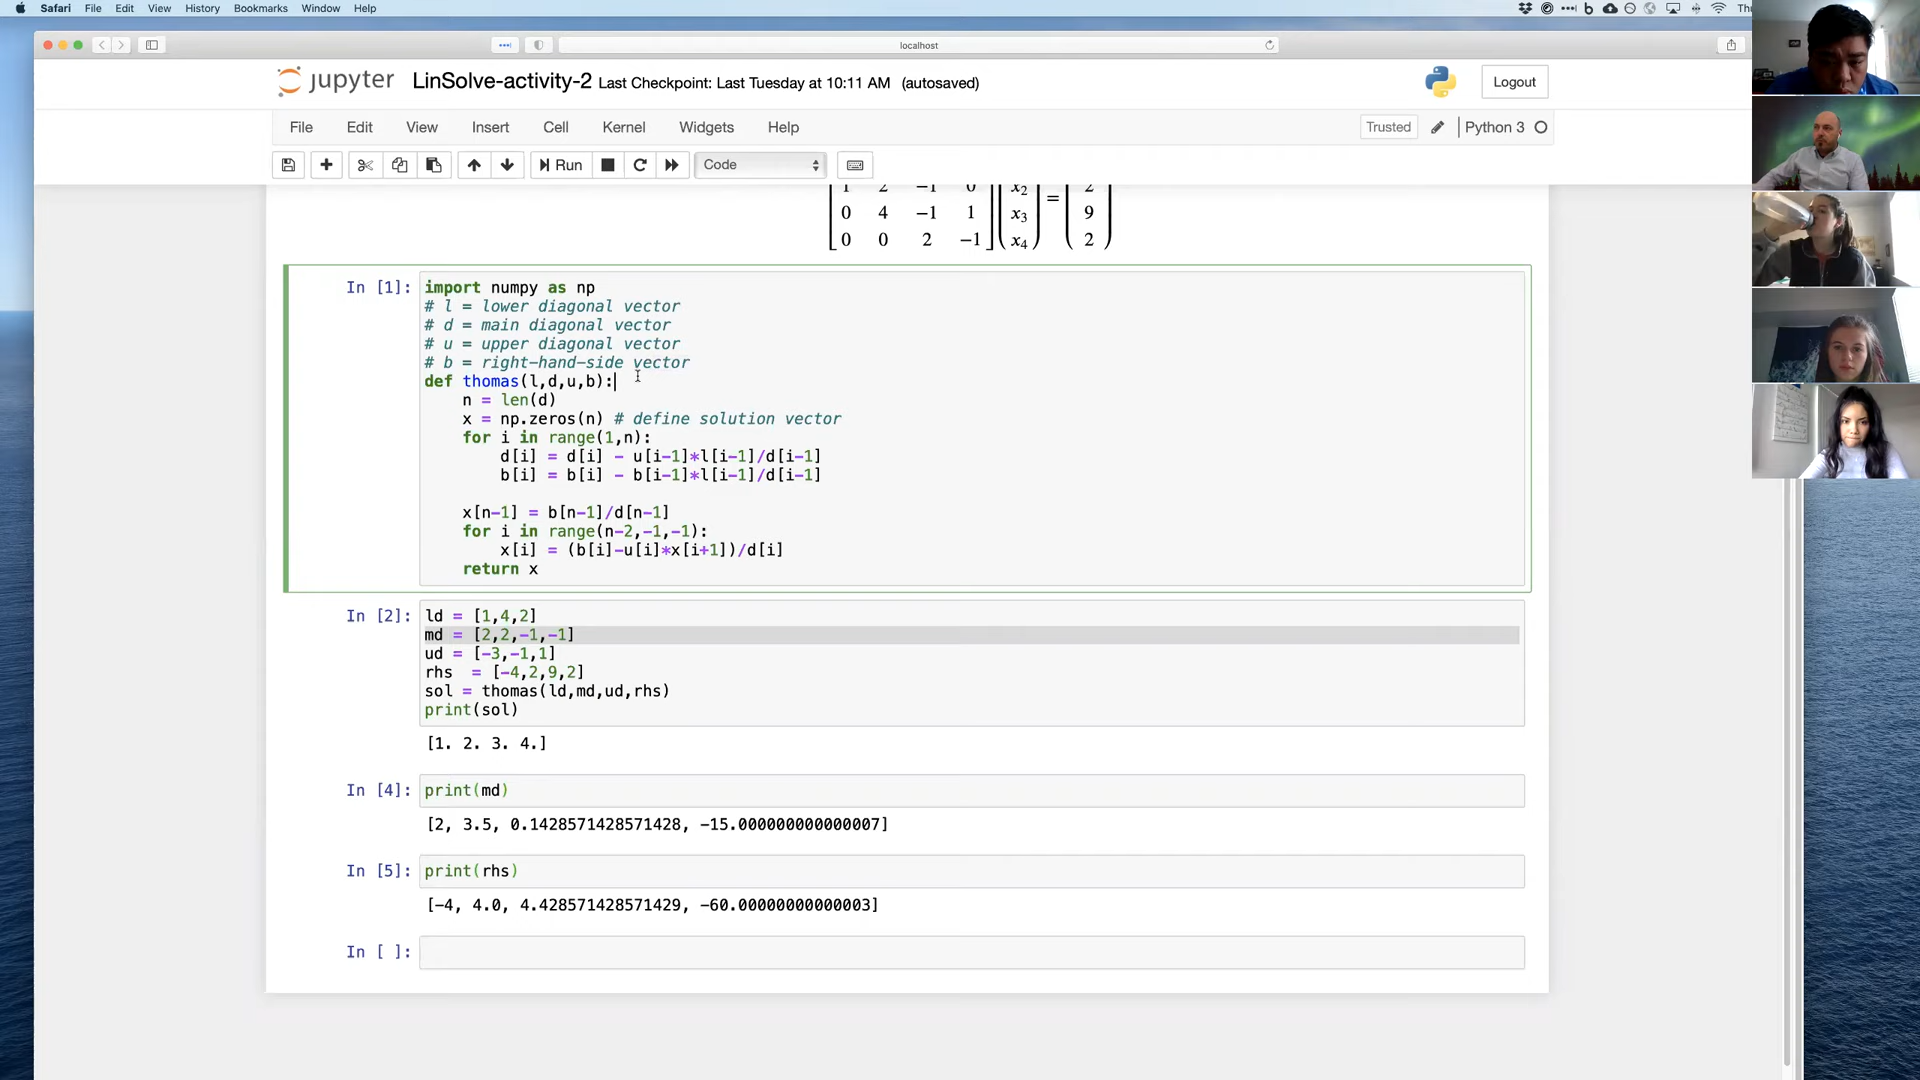 Safari File Edit View History Bookmarks Window Help
localhost
jupyter LinSolve-activity-2 Last Checkpoint: Last Tuesday at 10:11 AM (autosaved)
Logout
File Edit View Insert Cell Kernel Widgets Help
Trusted Python 3
Run Code
1 2 −1 0 x2 2
0 4 −1 1 x3 = 9
0 0 2 −1 x4 2
In [1]: import numpy as np
# l = lower diagonal vector
# d = main diagonal vector
# u = upper diagonal vector
# b = right-hand-side vector
def thomas(l,d,u,b):
n = len(d)
x = np.zeros(n) # define solution vector
for i in range(1,n):
d[i] = d[i] - u[i-1]*l[i-1]/d[i-1]
b[i] = b[i] - b[i-1]*l[i-1]/d[i-1]
x[n-1] = b[n-1]/d[n-1]
for i in range(n-2,-1,-1):
x[i] = (b[i]-u[i]*x[i+1])/d[i]
return x
In [2]: ld = [1,4,2]
md = [2,2,-1,-1]
ud = [-3,-1,1]
rhs  = [-4,2,9,2]
sol = thomas(ld,md,ud,rhs)
print(sol)
[1. 2. 3. 4.]
In [4]: print(md)
[2, 3.5, 0.1428571428571428, -15.000000000000007]
In [5]: print(rhs)
[-4, 4.0, 4.428571428571429, -60.00000000000003]
In [ ]: